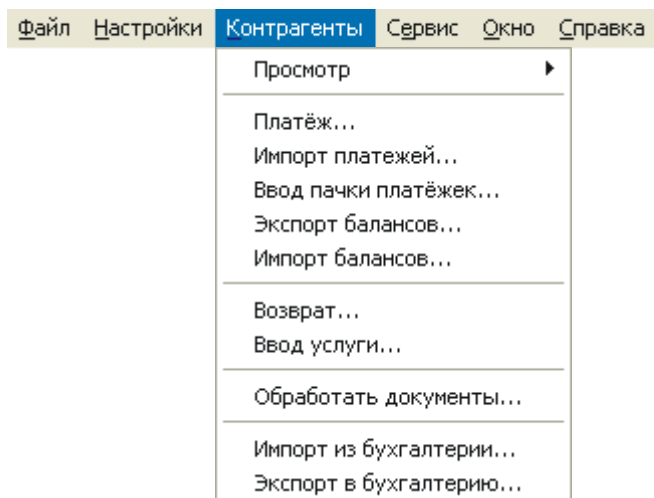 Файл Настройки Контрагенты Сервис Окно Справка
Просмотр
Платёж...
Импорт платежей...
Ввод пачки платёжек...
Экспорт балансов...
Импорт балансов...
Возврат...
Ввод услуги...
Обработать документы...
Импорт из бухгалтерии...
Экспорт в бухгалтерию...